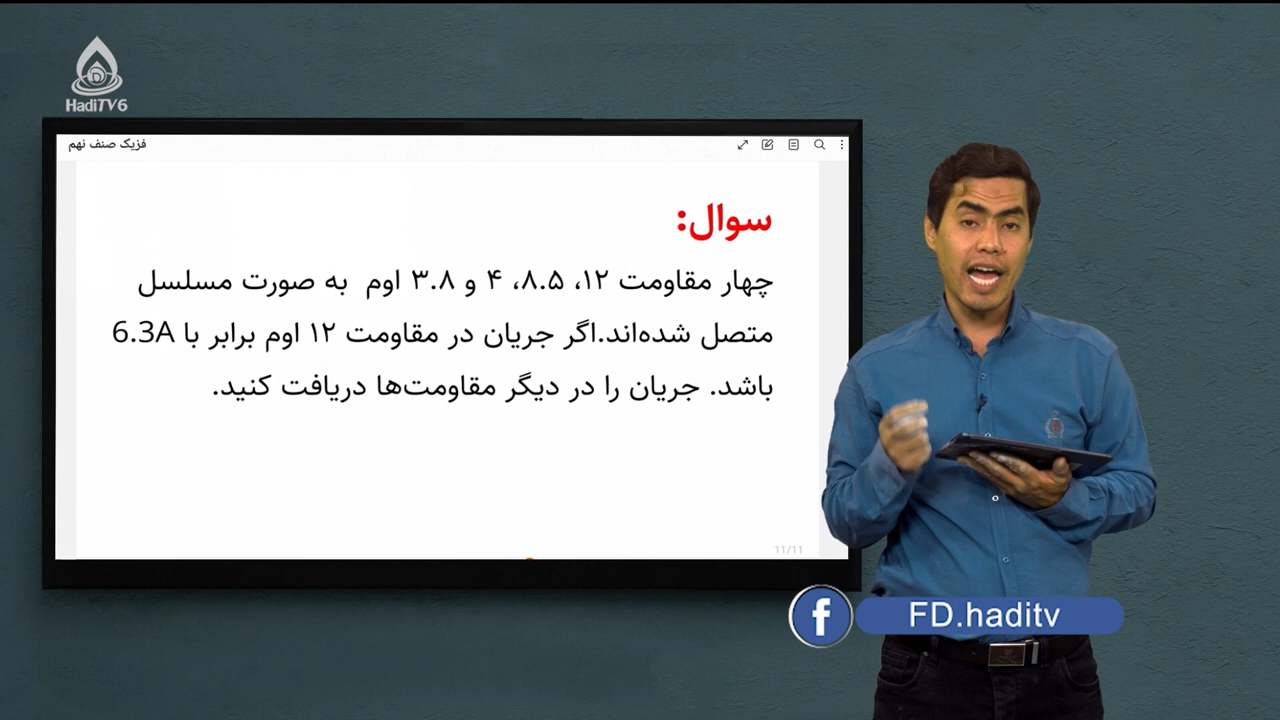 HadiTV6
فزیک صنف نهم
سوال:
چهار مقاومت ۱۲، ۸.۵، ۴ و ۳.۸ اوم به صورت مسلسل
متصل شده‌اند.اگر جریان در مقاومت ۱۲ اوم برابر با 6.3A
باشد. جریان را در دیگر مقاومت‌ها دریافت کنید.
11/11
f FD.haditv